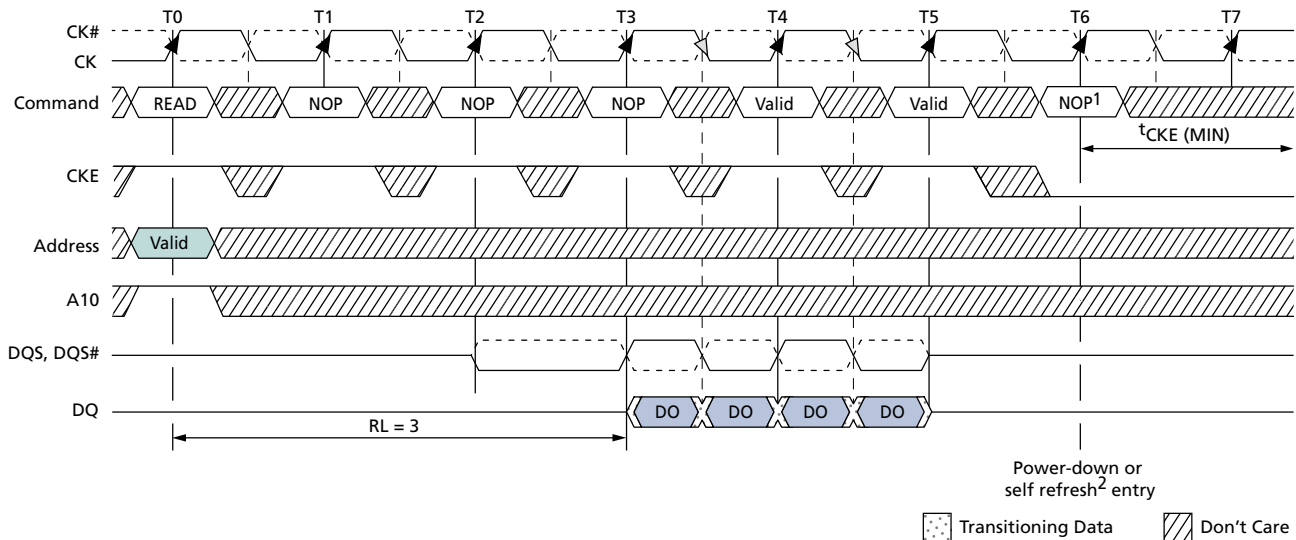 T0 T1 T2 T3 T4 T5 T6 T7
CK#
CK
Command READ NOP NOP NOP Valid Valid NOP1
tCKE (MIN)
CKE
Address Valid
A10
DQS, DQS#
DQ DO DO DO DO
RL = 3
Power-down or
self refresh2 entry
Transitioning Data Don't Care